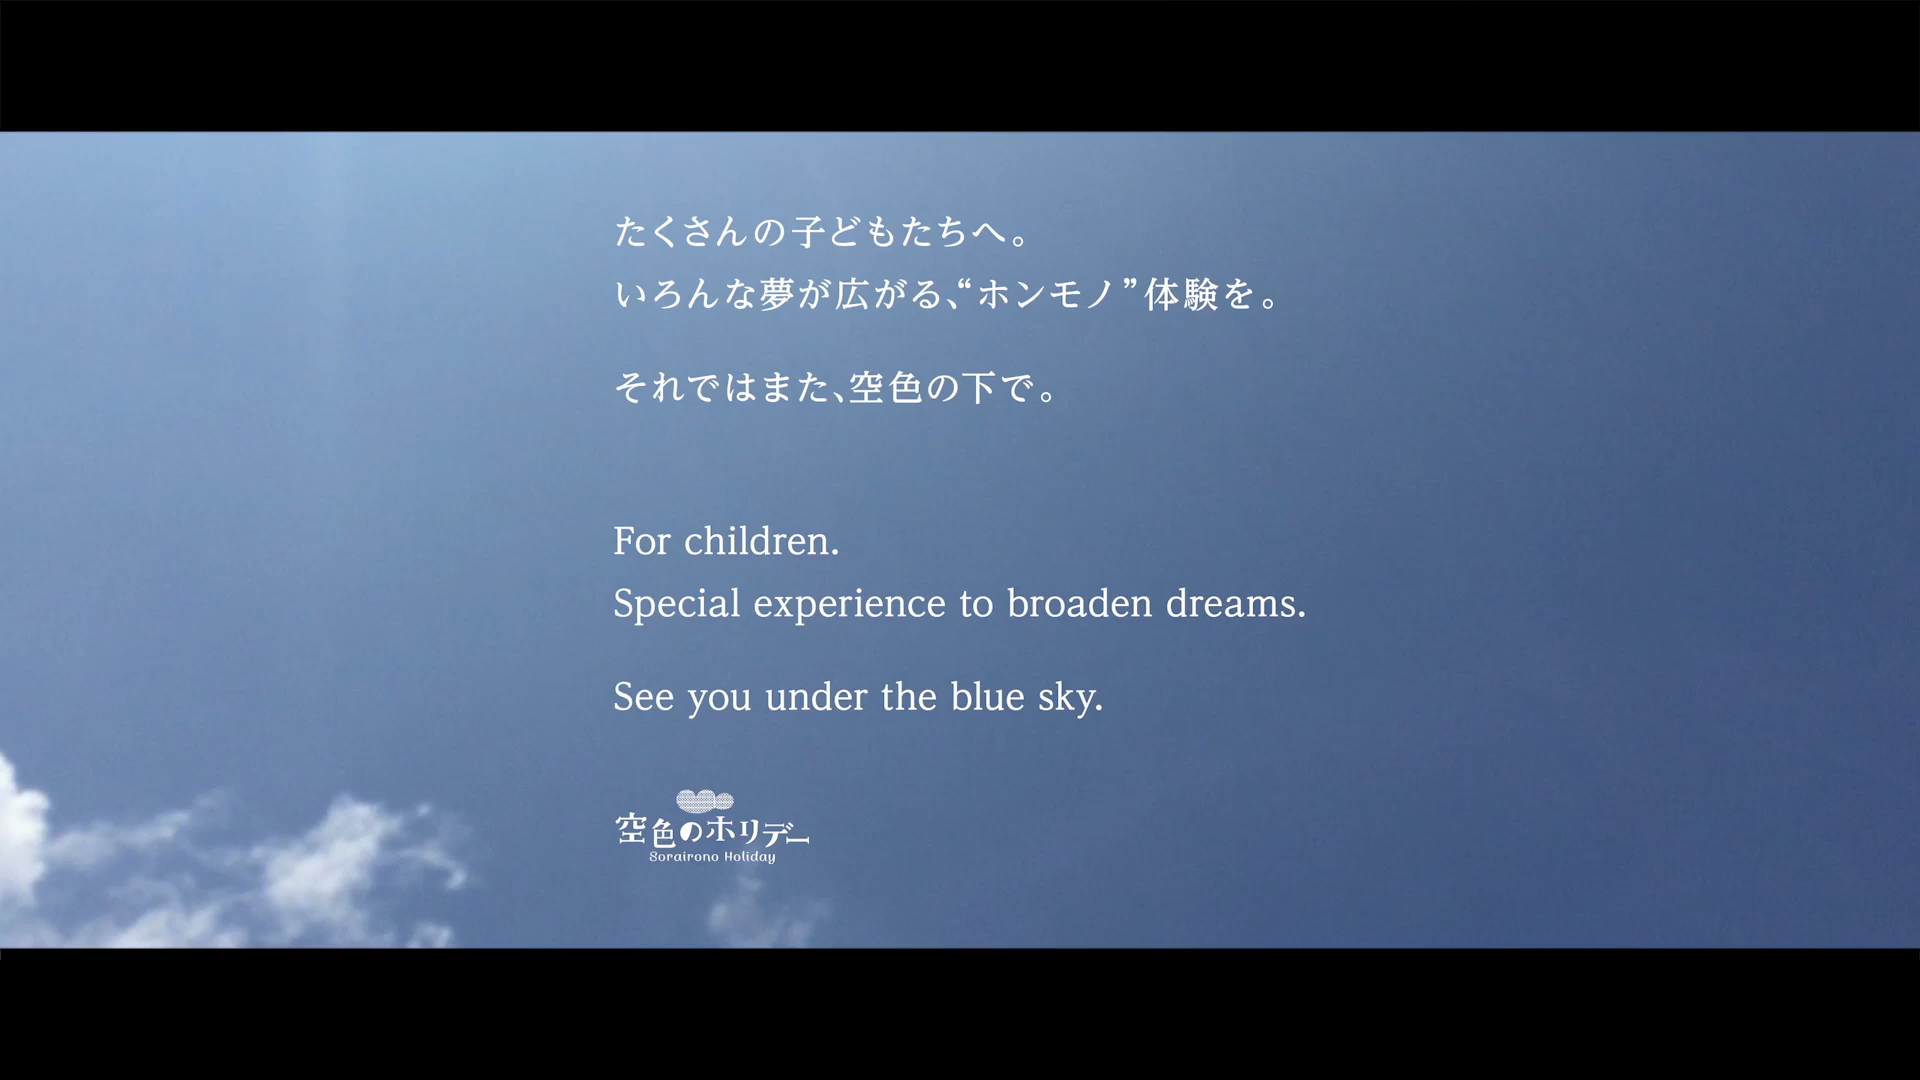 たくさんの子どもたちへ。
いろんな夢が広がる、“ホンモノ”体験を。
それではまた、空色の下で。
For children.
Special experience to broaden dreams.
See you under the blue sky.
空色のホリデー
Sorairono Holiday